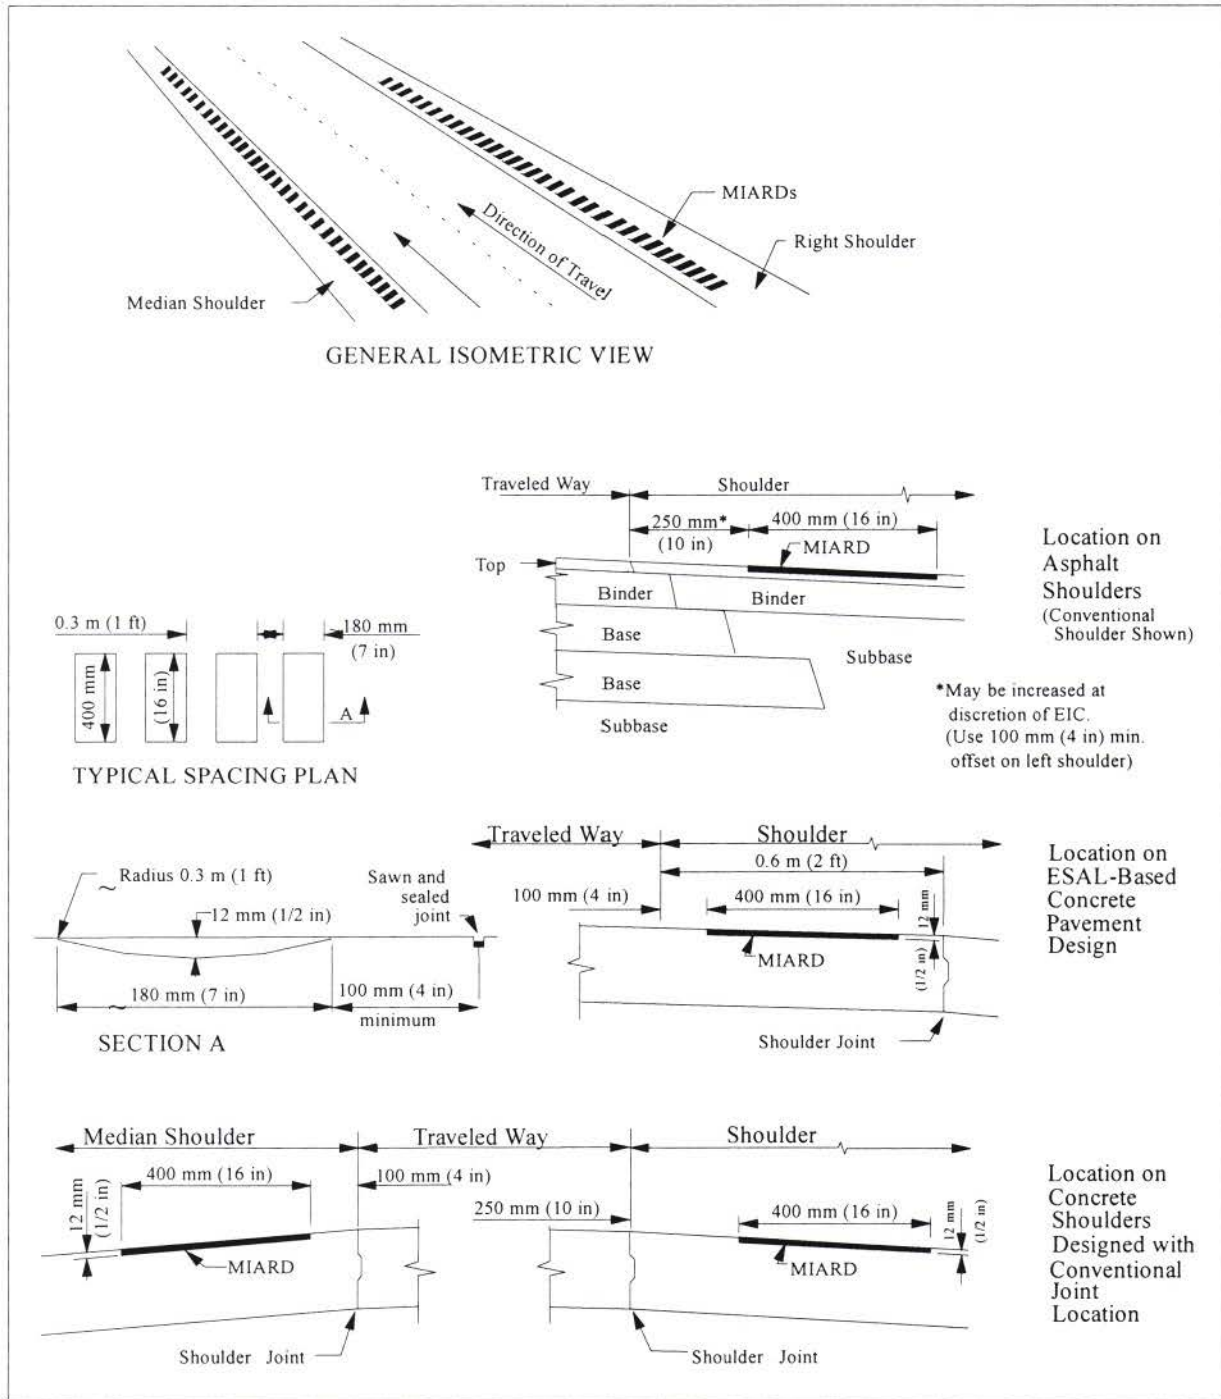 MIARDs
Direction of Travel
Right Shoulder
Median Shoulder
GENERAL ISOMETRIC VIEW
Traveled Way
Shoulder
250 mm*
(10 in)
400 mm (16 in)
MIARD
Top
Binder
Binder
Base
Base
Subbase
Subbase
Location on
Asphalt
Shoulders
(Conventional
Shoulder Shown)
*May be increased at
discretion of EIC.
(Use 100 mm (4 in) min.
offset on left shoulder)
0.3 m (1 ft)
180 mm
(7 in)
400 mm
(16 in)
A
TYPICAL SPACING PLAN
~ Radius 0.3 m (1 ft)
12 mm (1/2 in)
Sawn and
sealed
joint
~ 180 mm (7 in)
100 mm (4 in)
minimum
SECTION A
Traveled Way
Shoulder
0.6 m (2 ft)
100 mm (4 in)
400 mm (16 in)
12 mm
(1/2 in)
MIARD
Shoulder Joint
Location on
ESAL-Based
Concrete
Pavement
Design
Median Shoulder
Traveled Way
Shoulder
400 mm (16 in)
100 mm (4 in)
12 mm
(1/2 in)
250 mm (10 in)
400 mm (16 in)
12 mm
(1/2 in)
MIARD
MIARD
Shoulder Joint
Shoulder Joint
Location on
Concrete
Shoulders
Designed with
Conventional
Joint
Location